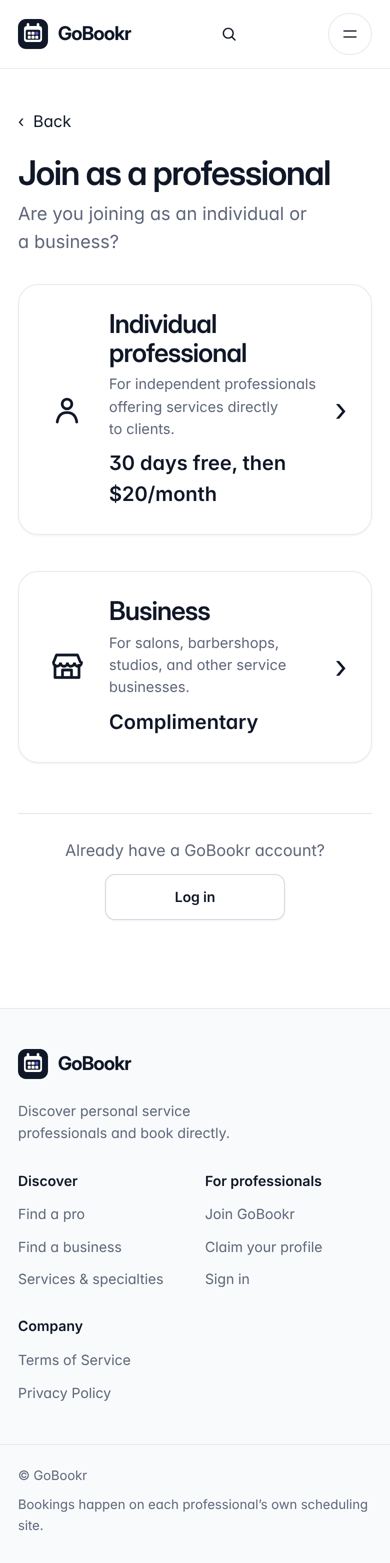 GoBookr
‹ Back
Join as a professional
Are you joining as an individual or
a business?
Individual
professional
For independent professionals
offering services directly
to clients.
30 days free, then
$20/month
Business
For salons, barbershops,
studios, and other service
businesses.
Complimentary
Already have a GoBookr account?
Log in
GoBookr
Discover personal service
professionals and book directly.
Discover
Find a pro
Find a business
Services & specialties
For professionals
Join GoBookr
Claim your profile
Sign in
Company
Terms of Service
Privacy Policy
© GoBookr
Bookings happen on each professional’s own scheduling
site.